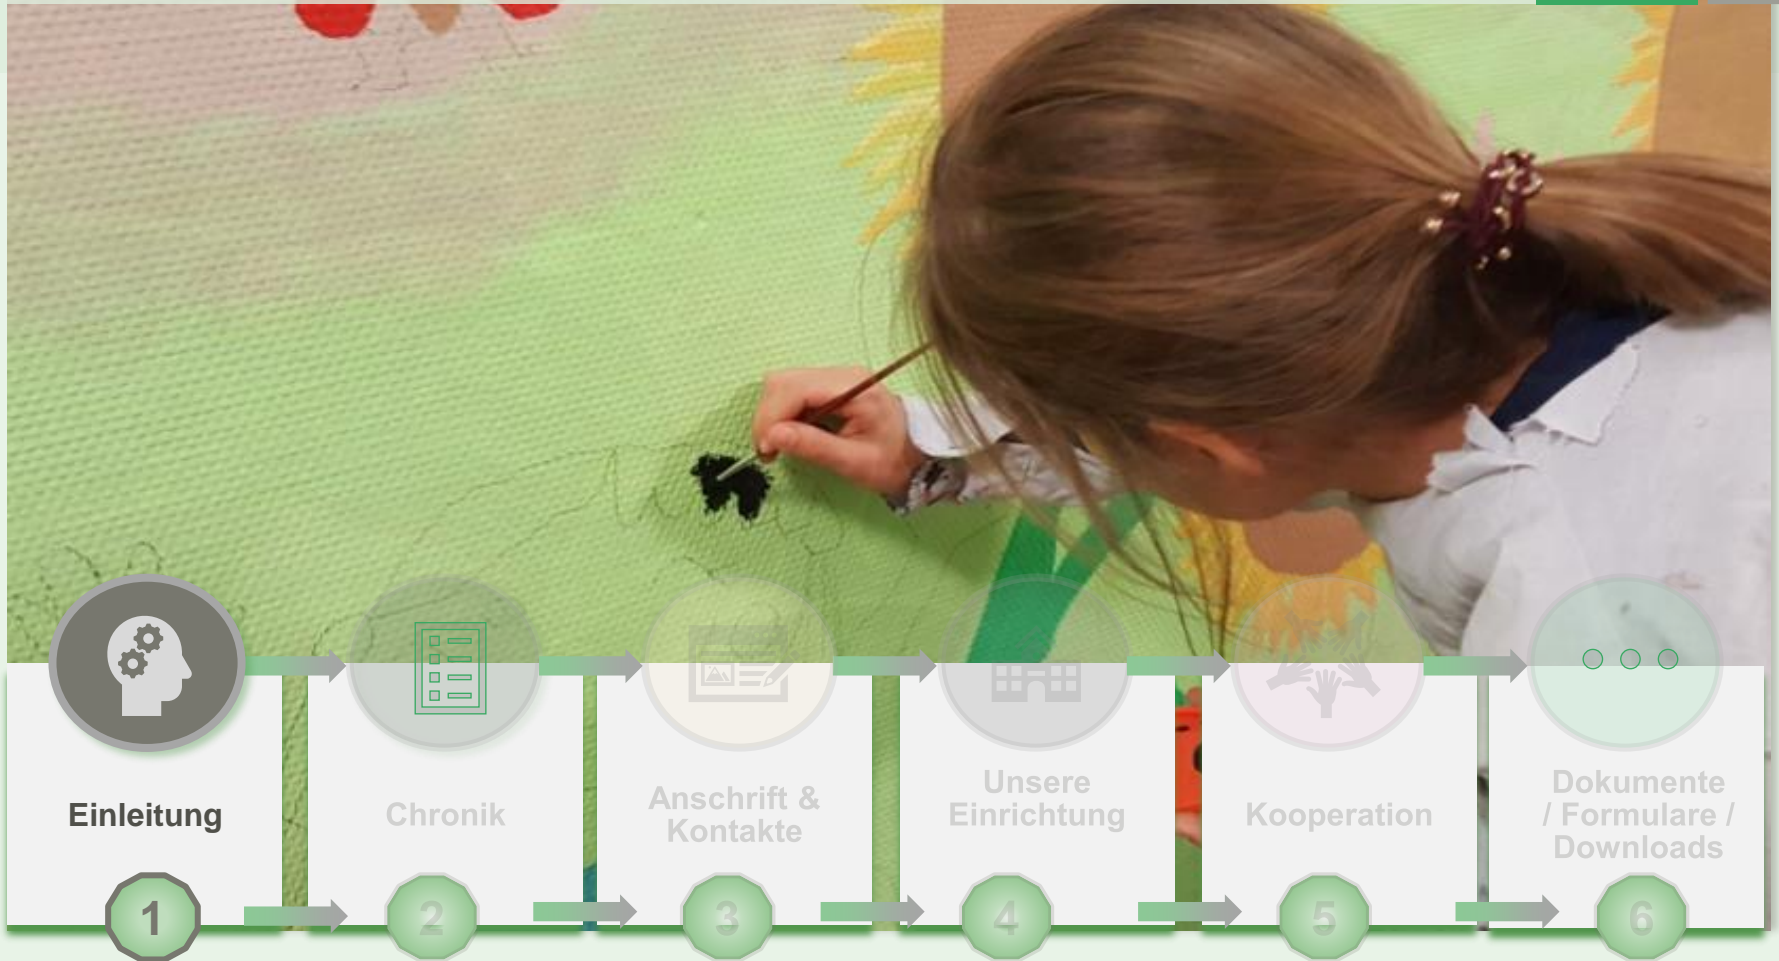 Einleitung
Chronik
Anschrift &
Kontakte
Unsere
Einrichtung
Kooperation
Dokumente
/ Formulare /
Downloads
1
2
3
4
5
6